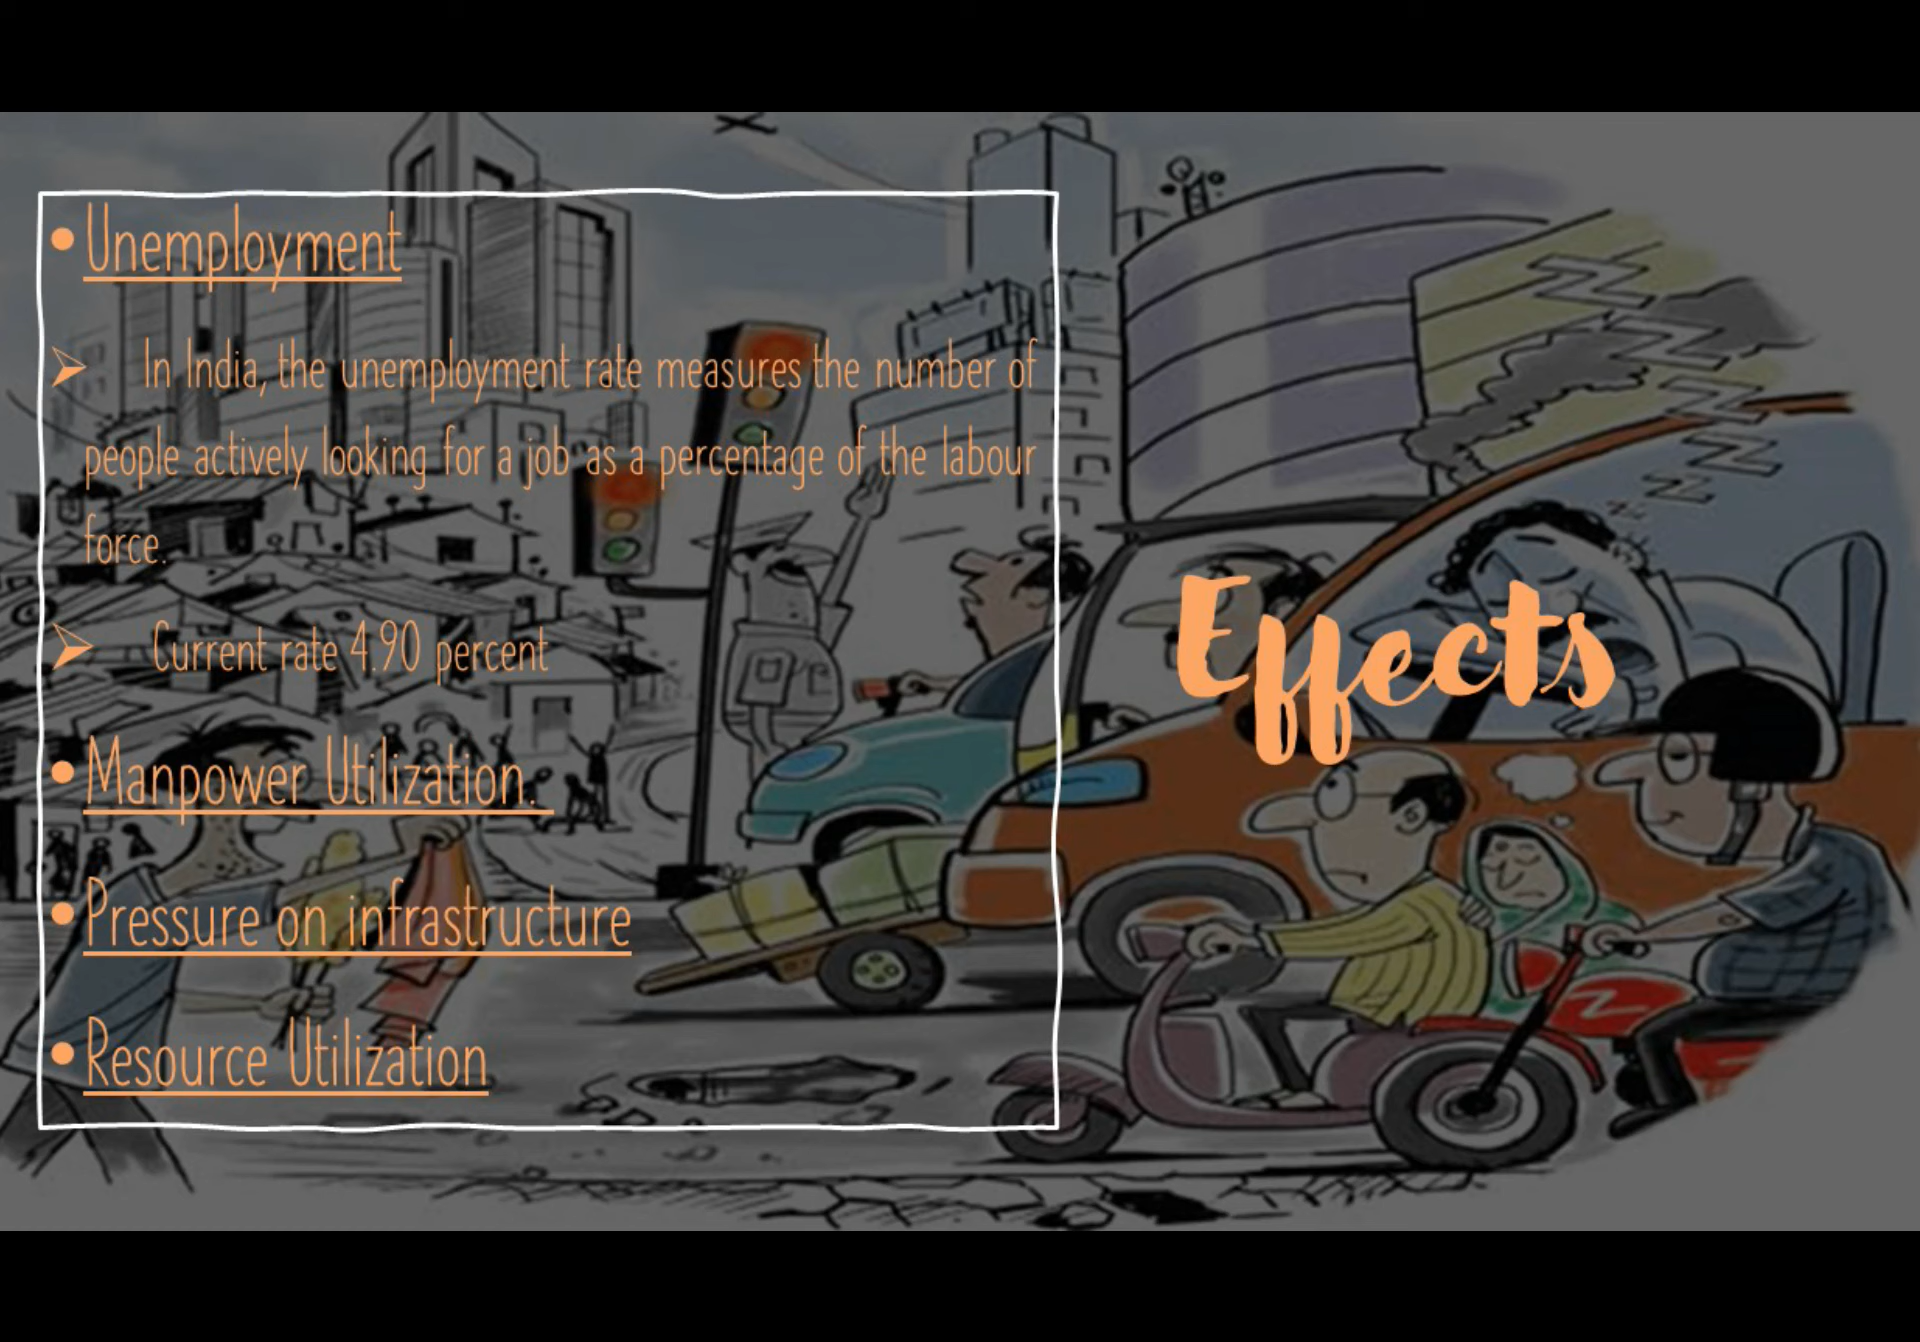 • Unemployment
➢ In India, the unemployment rate measures the number of
people actively looking for a job as a percentage of the labour
force.
➢ Current rate 4.90 percent
• Manpower Utilization.
• Pressure on infrastructure
• Resource Utilization
Effects